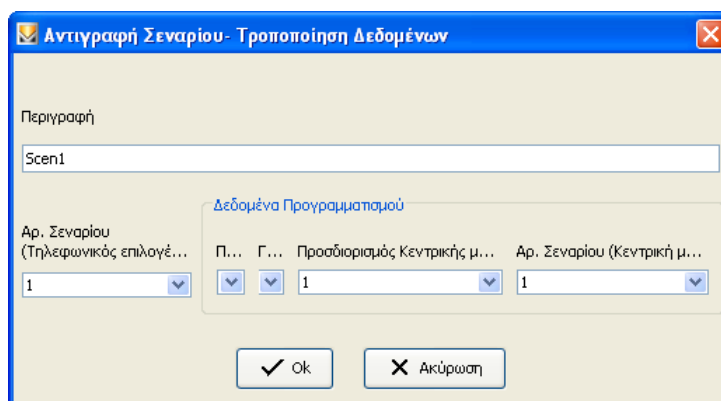 Αντιγραφή Σεναρίου- Τροποποίηση Δεδομένων
Περιγραφή
Scen1
Δεδομένα Προγραμματισμού
Αρ. Σεναρίου
(Τηλεφωνικός επιλογέ...
Π... Γ... Προσδιορισμός Κεντρικής μ... Αρ. Σεναρίου (Κεντρική μ...
1 1 1
Ok Ακύρωση